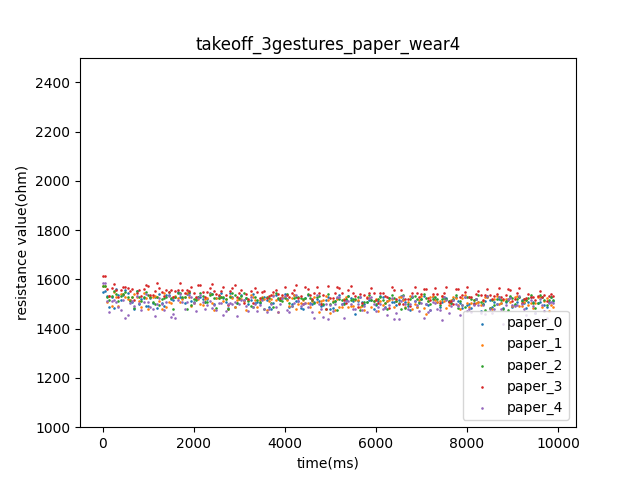 takeoff_3gestures_paper_wear4
resistance value(ohm)
2400
2200
2000
1800
1600
1400
1200
1000
0
2000
4000
6000
8000
10000
time(ms)
paper_0
paper_1
paper_2
paper_3
paper_4